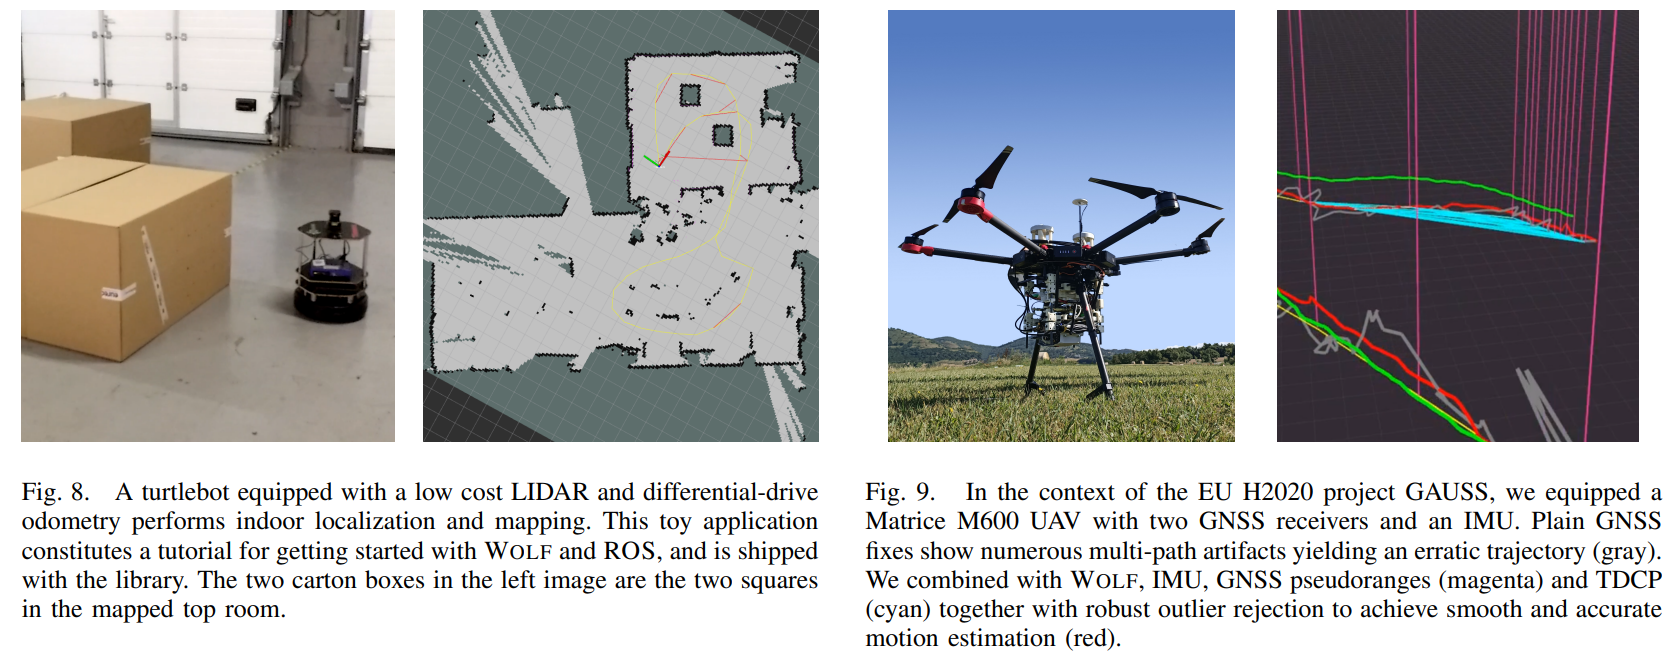 Fig. 8. A turtlebot equipped with a low cost LIDAR and differential-drive
odometry performs indoor localization and mapping. This toy application
constitutes a tutorial for getting started with WOLF and ROS, and is shipped
with the library. The two carton boxes in the left image are the two squares
in the mapped top room.
Fig. 9. In the context of the EU H2020 project GAUSS, we equipped a
Matrice M600 UAV with two GNSS receivers and an IMU. Plain GNSS
fixes show numerous multi-path artifacts yielding an erratic trajectory (gray).
We combined with WOLF, IMU, GNSS pseudoranges (magenta) and TDCP
(cyan) together with robust outlier rejection to achieve smooth and accurate
motion estimation (red).